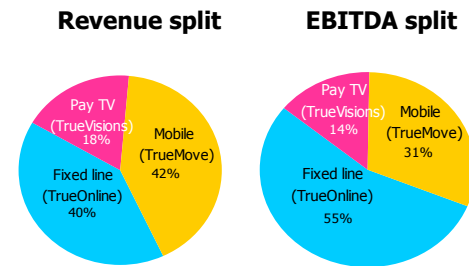 Revenue split
Pay TV
(TrueVisions)
18%
Mobile
(TrueMove)
42%
Fixed line
(TrueOnline)
40%
EBITDA split
Pay TV
(TrueVisions)
14%
Mobile
(TrueMove)
31%
Fixed line
(TrueOnline)
55%